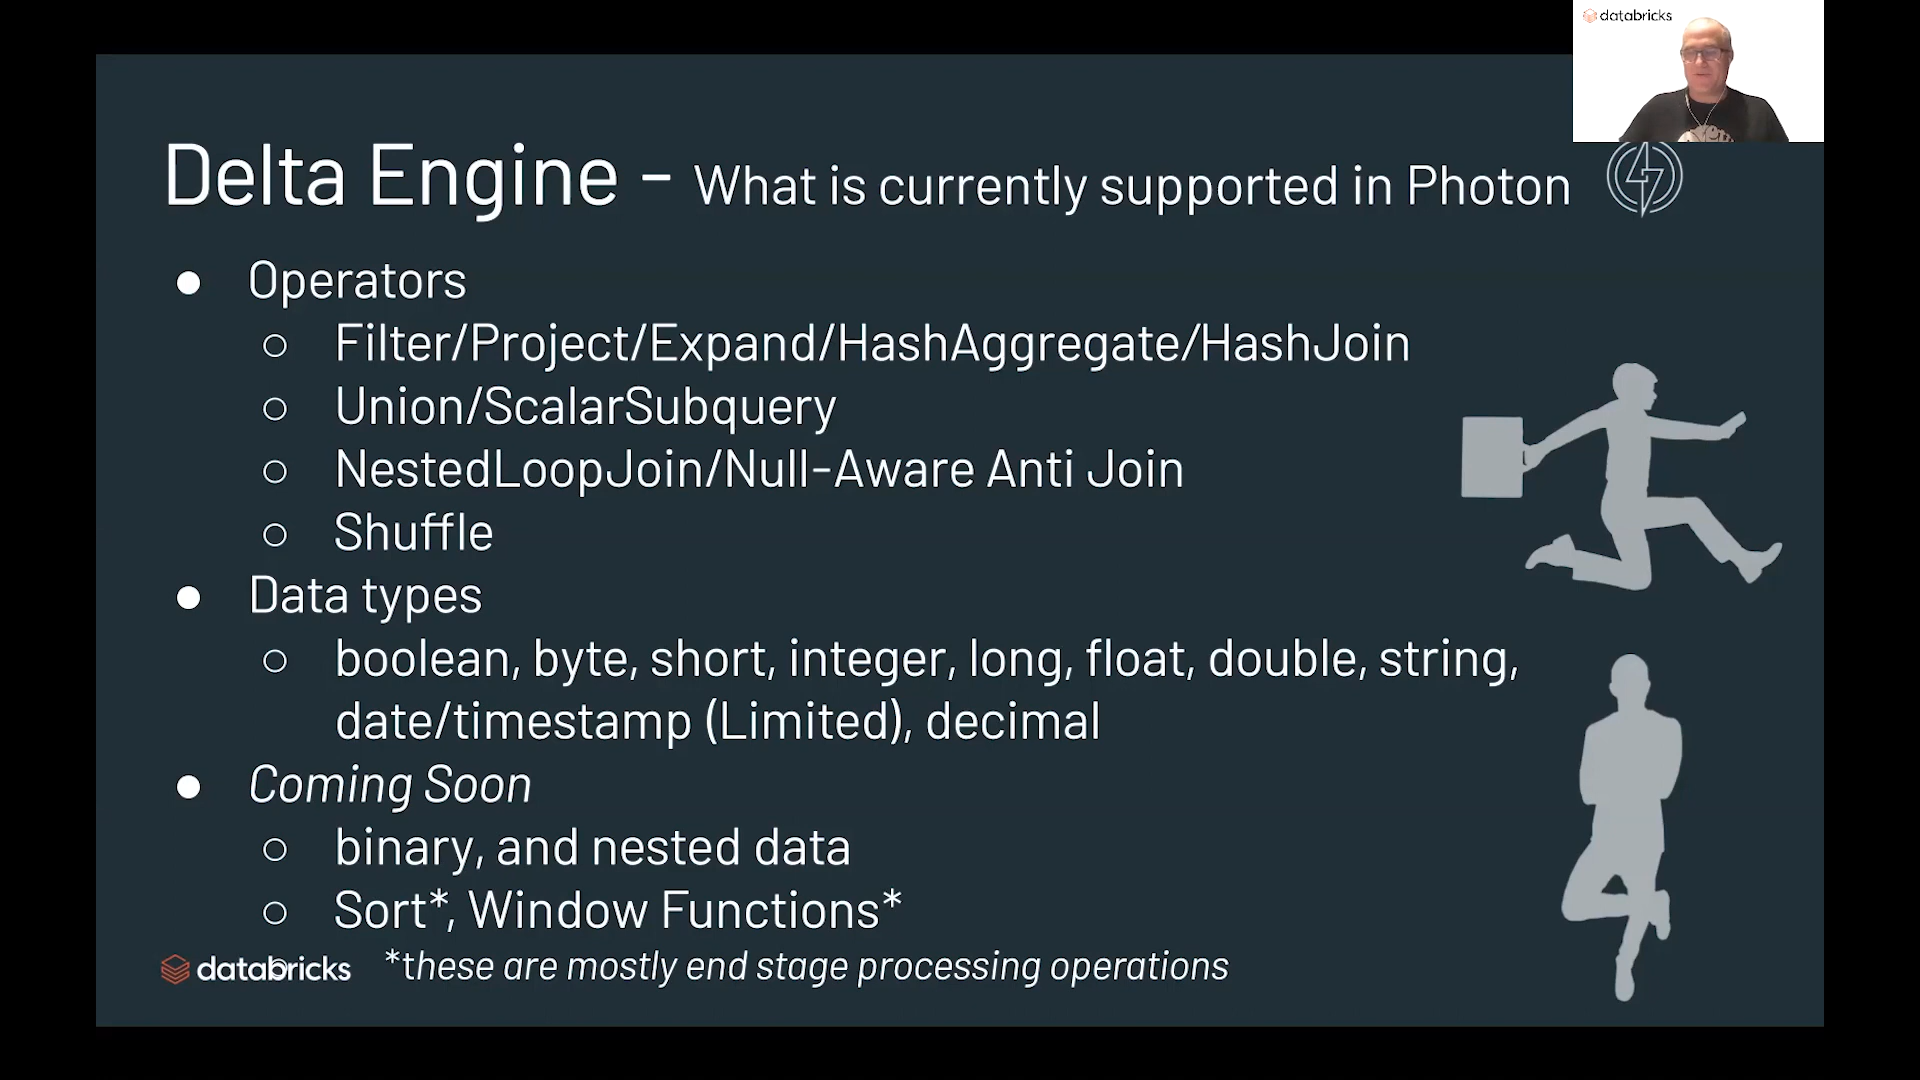 databricks
Delta Engine - What is currently supported in Photon
● Operators
○ Filter/Project/Expand/HashAggregate/HashJoin
○ Union/ScalarSubquery
○ NestedLoopJoin/Null-Aware Anti Join
○ Shuffle
● Data types
○ boolean, byte, short, integer, long, float, double, string,
date/timestamp (Limited), decimal
● Coming Soon
○ binary, and nested data
○ Sort*, Window Functions*
databricks *these are mostly end stage processing operations